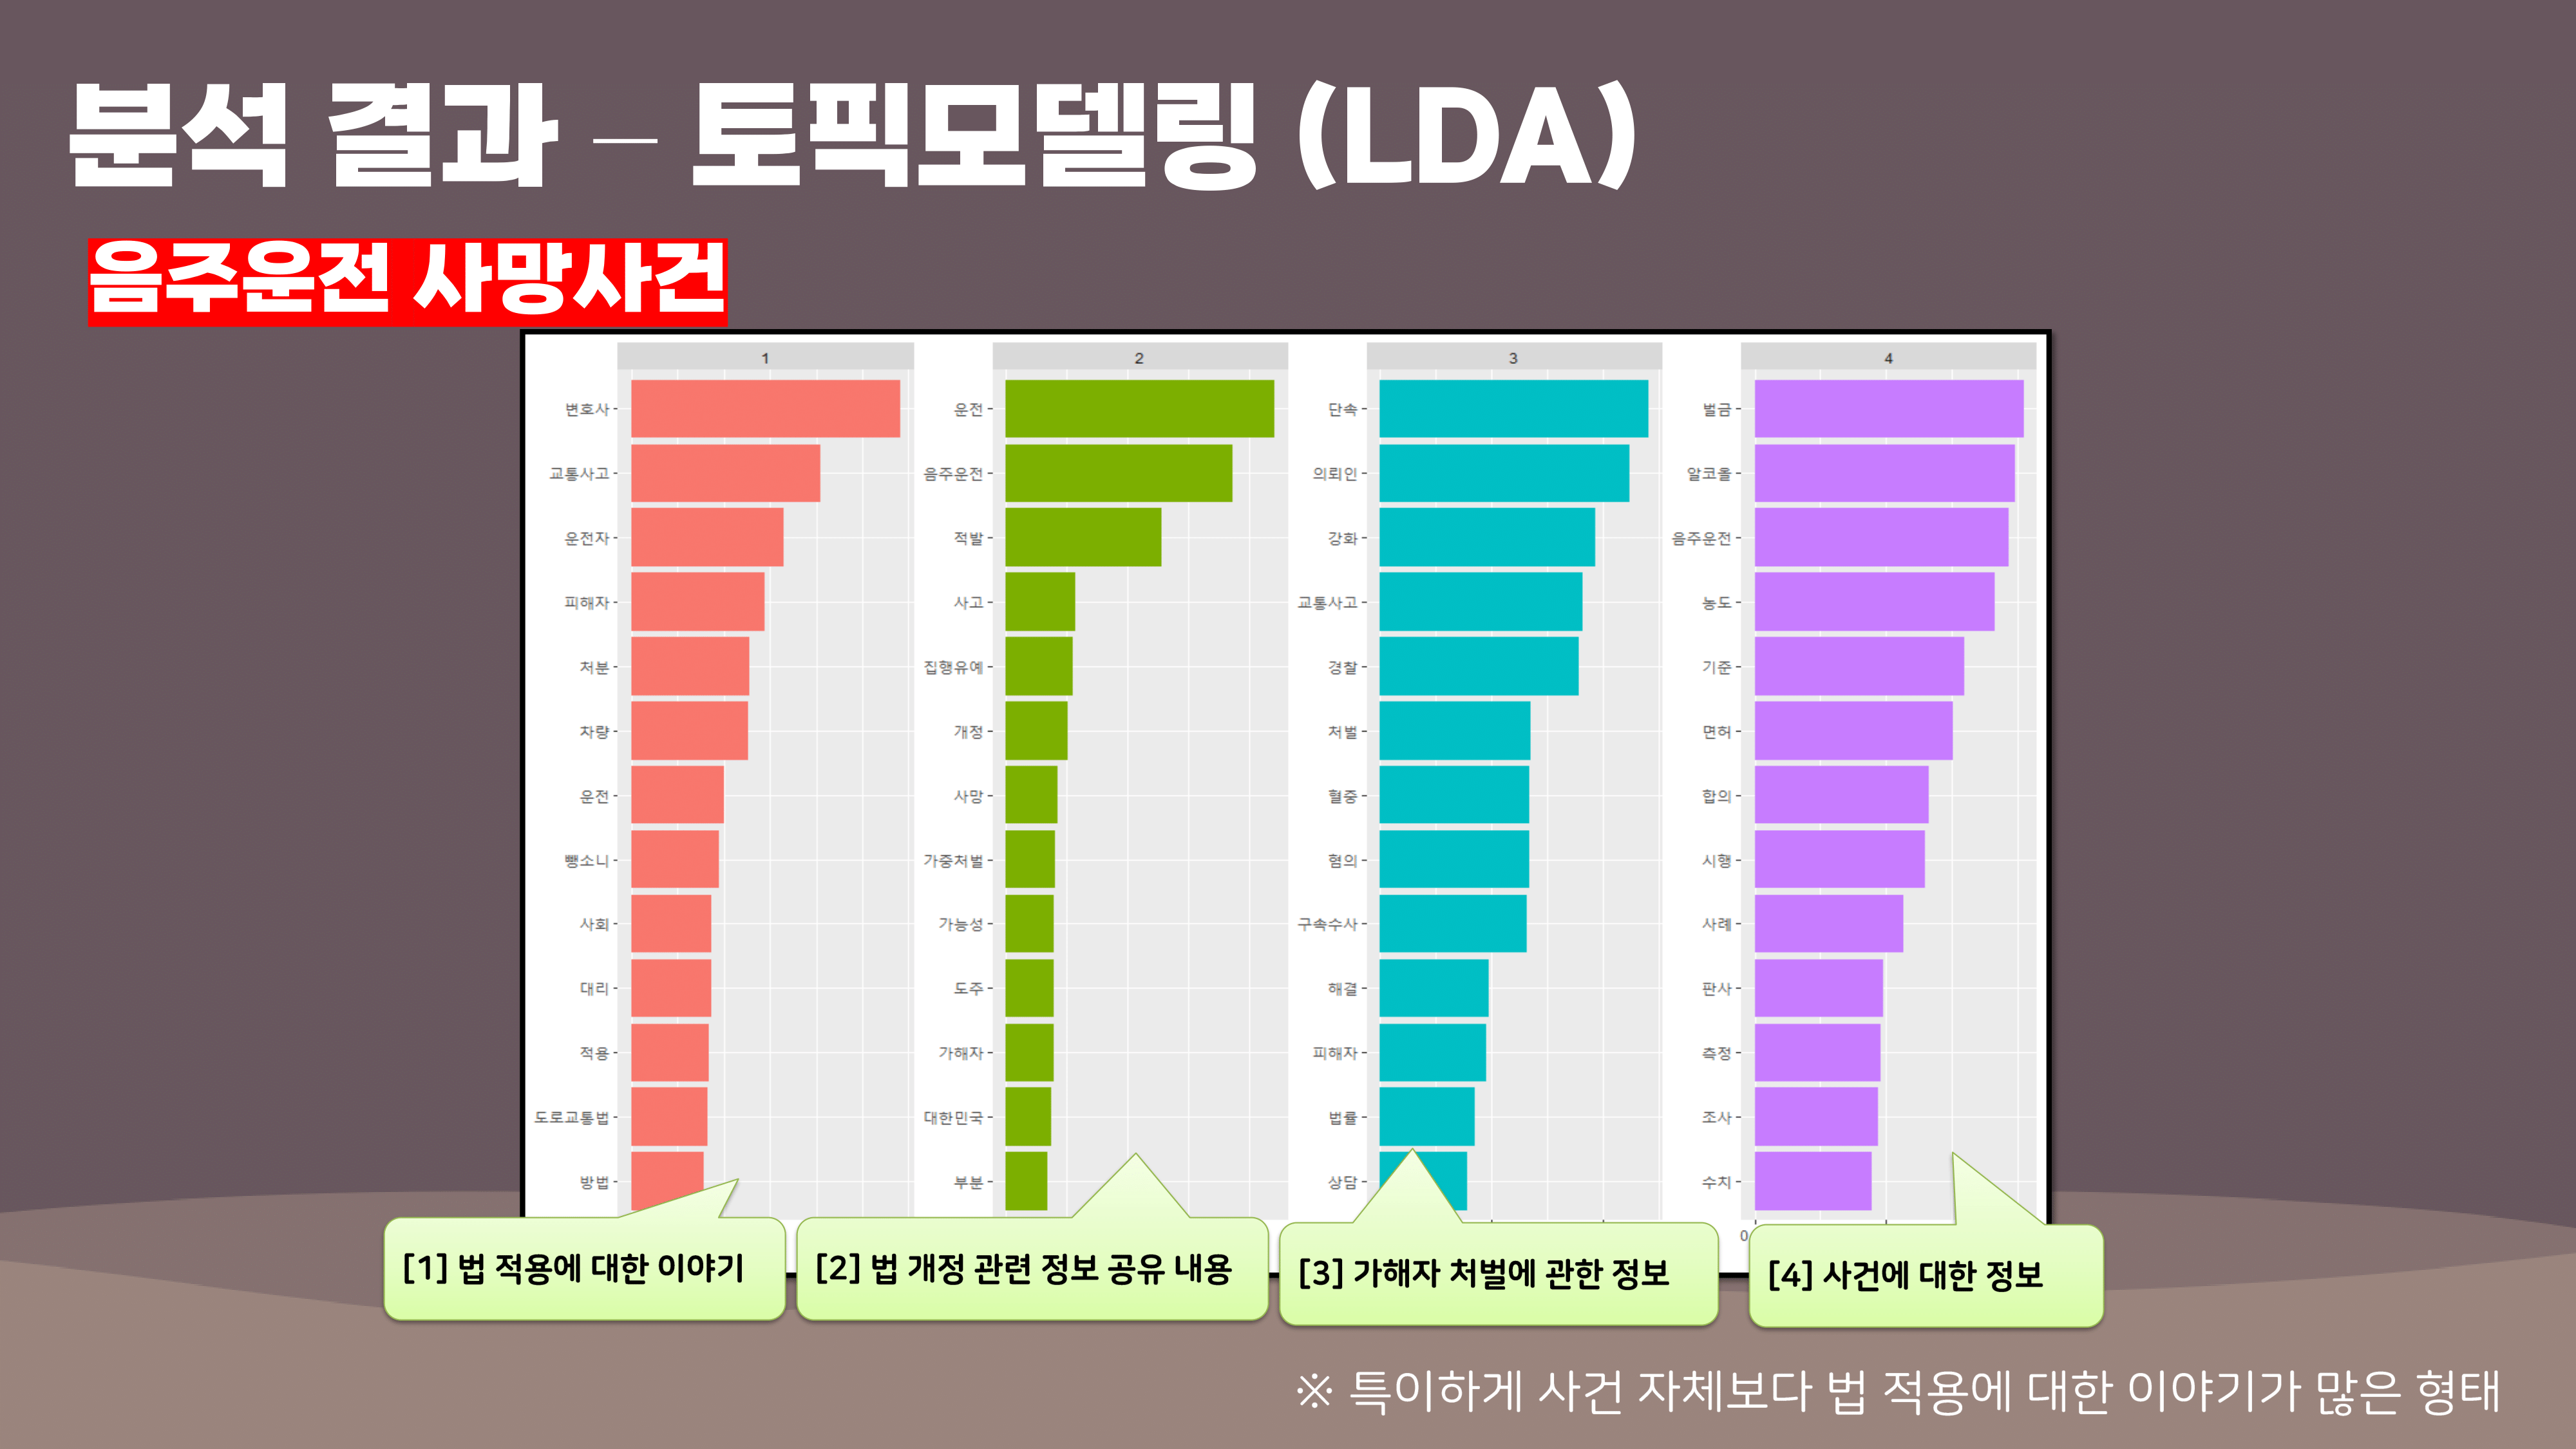 분석 결과 – 토픽모델링 (LDA)
음주운전 사망사건
1
변호사
교통사고
운전자
피해자
처분
차량
운전
뺑소니
사회
대리
적용
도로교통법
방법
2
운전
음주운전
적발
사고
집행유예
개정
사망
가중처벌
가능성
도주
가해자
대한민국
부분
3
단속
의뢰인
강화
교통사고
경찰
처벌
혈중
혐의
구속수사
해결
피해자
법률
상담
4
벌금
알코올
음주운전
농도
기준
면허
합의
시행
사례
판사
측정
조사
수치
0
[1] 법 적용에 대한 이야기
[2] 법 개정 관련 정보 공유 내용
[3] 가해자 처벌에 관한 정보
[4] 사건에 대한 정보
※ 특이하게 사건 자체보다 법 적용에 대한 이야기가 많은 형태